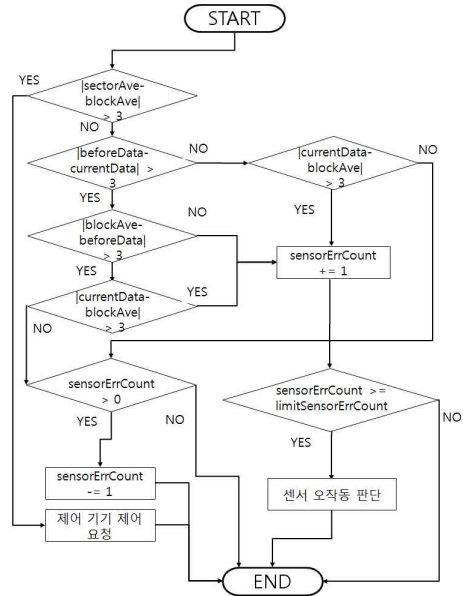 START
YES
|sectorAve-
blockAve|
> 3
NO
|beforeData-
currentData| >
3
NO
|currentData-
blockAve|
> 3
NO
YES
YES
|blockAve-
beforeData|
> 3
NO
sensorErrCount
+= 1
YES
|currentData-
blockAve|
> 3
YES
NO
sensorErrCount
> 0
sensorErrCount >=
limitSensorErrCount
YES
NO
NO
YES
sensorErrCount
-= 1
센서 오작동 판단
제어 기기 제어
요청
END